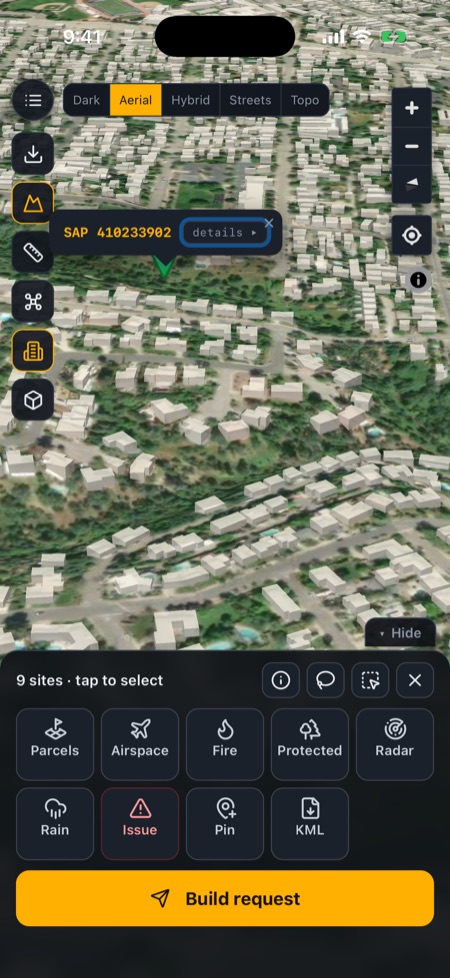 9:41
Dark Aerial Hybrid Streets Topo
SAP 410233902 details ▸
Hide
9 sites · tap to select
Parcels Airspace Fire Protected Radar
Rain Issue Pin KML
Build request